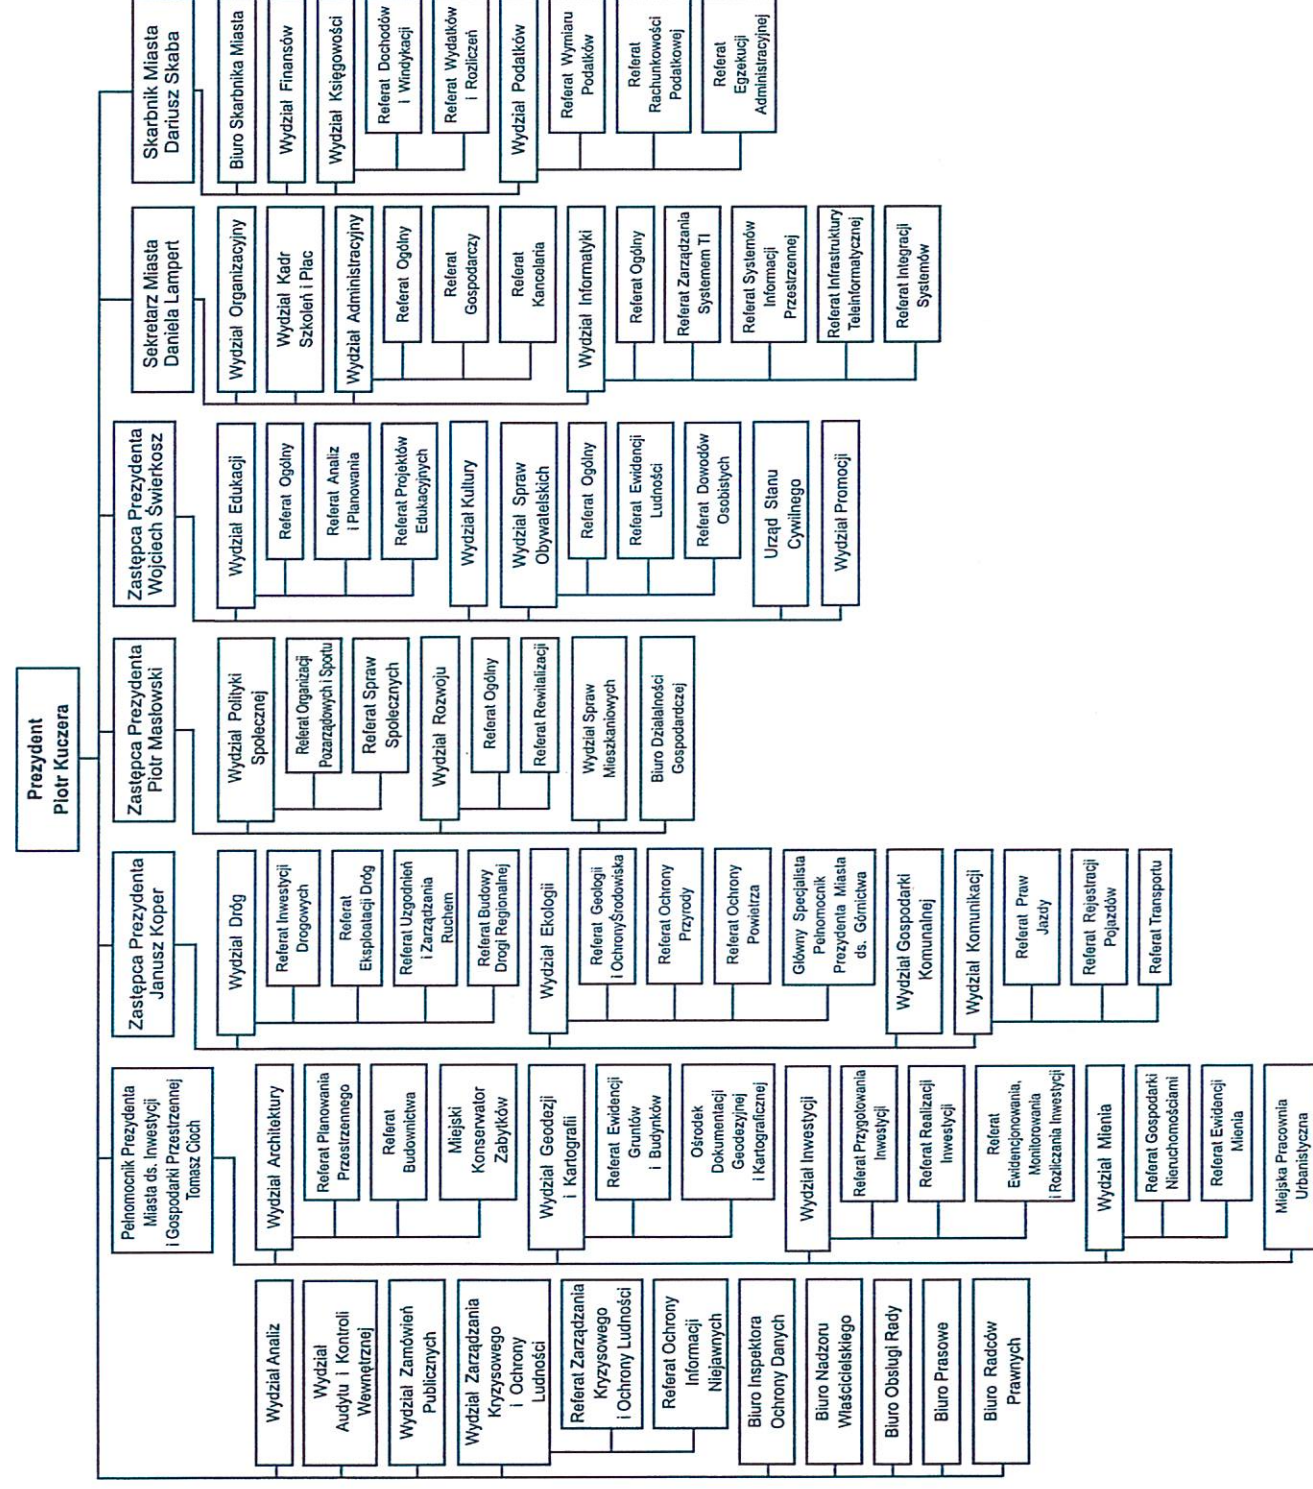 Prezydent
Piotr Kuczera
Wydział Analiz
Wydział
Audytu i Kontroli
Wewnętrznej
Wydział Zamówień
Publicznych
Wydział Zarządzania
Kryzysowego
i Ochrony
Ludności
Referat Zarządzania
Kryzysowego
i Ochrony Ludności
Referat Ochrony
Informacji
Niejawnych
Biuro Inspektora
Ochrony Danych
Biuro Nadzoru
Właścicielskiego
Biuro Obsługi Rady
Biuro Prasowe
Biuro Radców
Prawnych
Pełnomocnik Prezydenta
Miasta ds. Inwestycji
i Gospodarki Przestrzennej
Tomasz Cioch
Wydział Architektury
Referat Planowania
Przestrzennego
Referat
Budownictwa
Miejski
Konserwator
Zabytków
Wydział Geodezji
i Kartografii
Referat Ewidencji
Gruntów
i Budynków
Ośrodek
Dokumentacji
Geodezyjnej
i Kartograficznej
Wydział Inwestycji
Referat Przygotowania
Inwestycji
Referat Realizacji
Inwestycji
Referat
Ewidencjonowania,
Monitorowania
i Rozliczania Inwestycji
Wydział Mienia
Referat Gospodarki
Nieruchomościami
Referat Ewidencji
Mienia
Miejska Pracownia
Urbanistyczna
Zastępca Prezydenta
Janusz Koper
Wydział Dróg
Referat Inwestycji
Drogowych
Referat
Eksploatacji Dróg
Referat Uzgodnień
i Zarządzania
Ruchem
Referat Budowy
Drogi Regionalnej
Wydział Ekologii
Referat Geologii
i OchronyŚrodowiska
Referat Ochrony
Przyrody
Referat Ochrony
Powietrza
Główny Specjalista
Pełnomocnik
Prezydenta Miasta
ds. Górnictwa
Wydział Gospodarki
Komunalnej
Wydział Komunikacji
Referat Praw
Jazdy
Referat Rejestracji
Pojazdów
Referat Transportu
Zastępca Prezydenta
Piotr Masłowski
Wydział Polityki
Społecznej
Referat Organizacji
Pozarządowych i Sportu
Referat Spraw
Społecznych
Wydział Rozwoju
Referat Ogólny
Referat Rewitalizacji
Wydział Spraw
Mieszkaniowych
Biuro Działalności
Gospodardczej
Zastępca Prezydenta
Wojciech Świerkosz
Wydział Edukacji
Referat Ogólny
Referat Analiz
i Planowania
Referat Projektów
Edukacyjnych
Wydział Kultury
Wydział Spraw
Obywatelskich
Referat Ogólny
Referat Ewidencji
Ludności
Referat Dowodów
Osobistych
Urząd Stanu
Cywilnego
Wydział Promocji
Sekretarz Miasta
Daniela Lampert
Wydział Organizacyjny
Wydział Kadr
Szkoleń i Płac
Wydział Administracyjny
Referat Ogólny
Referat
Gospodarczy
Referat
Kancelaria
Wydział Informatyki
Referat Ogólny
Referat Zarządzania
Systemem TI
Referat Systemów
Informacji
Przestrzennej
Referat Infrastruktury
Teleinformatycznej
Referat Integracji
Systemów
Skarbnik Miasta
Dariusz Skaba
Biuro Skarbnika Miasta
Wydział Finansów
Wydział Księgowości
Referat Dochodów
i Windykacji
Referat Wydatków
i Rozliczeń
Wydział Podatków
Referat Wymiaru
Podatków
Referat
Rachunkowości
Podatkowej
Referat
Egzekucji
Administracyjnej